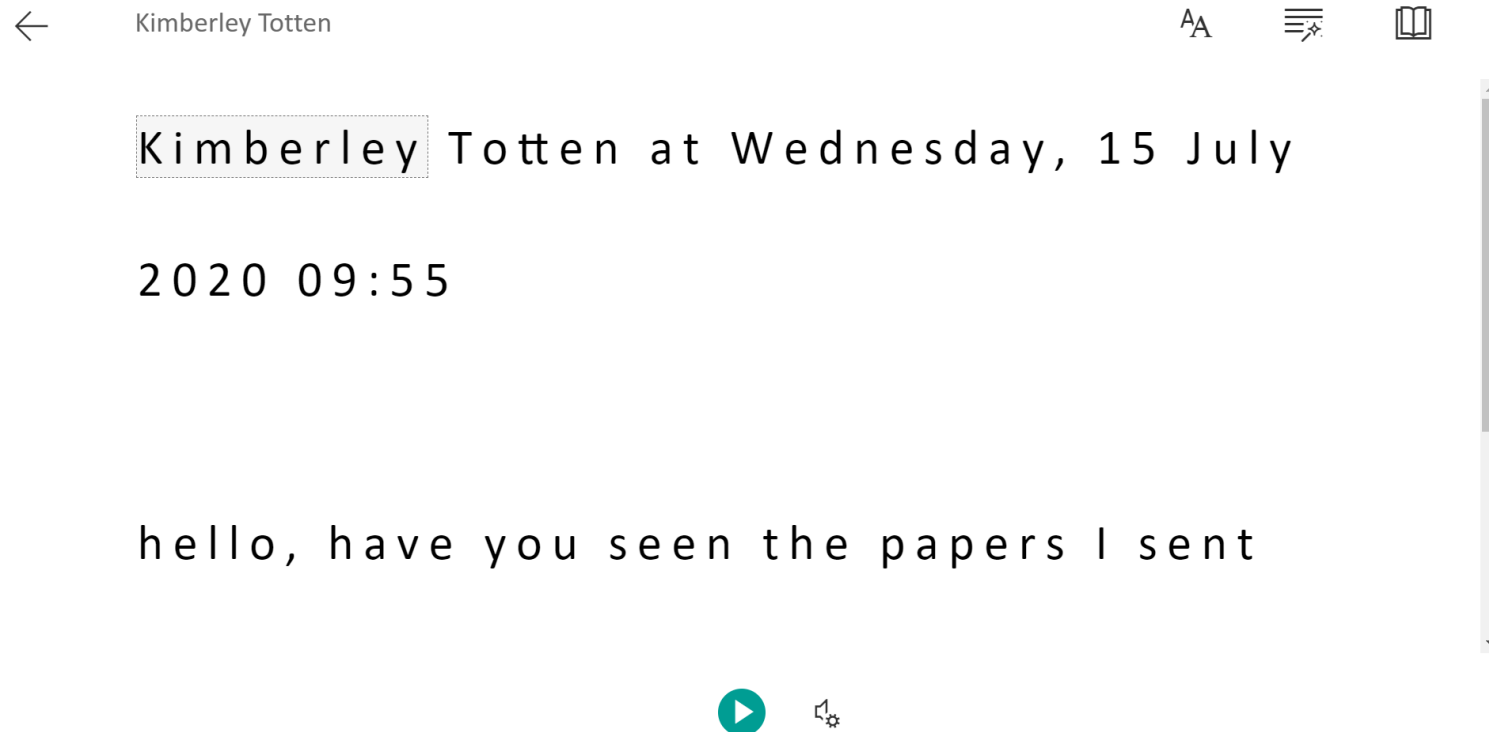 Kimberley Totten
Kimberley Totten at Wednesday, 15 July
2020 09:55
hello, have you seen the papers I sent